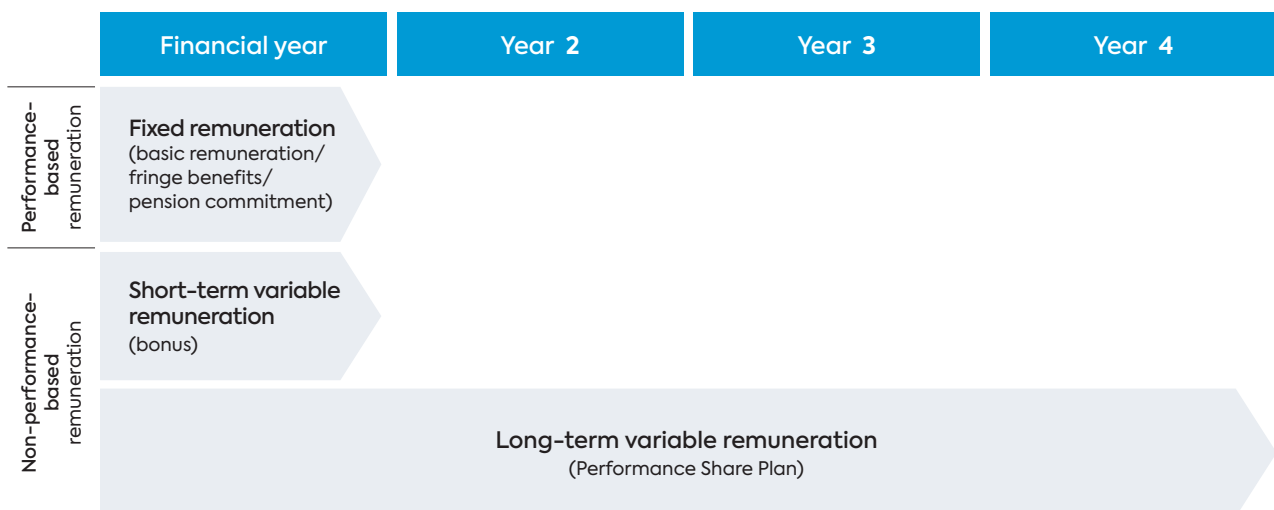 Financial year
Year 2
Year 3
Year 4
Performance-
based
remuneration
Fixed remuneration
(basic remuneration/
fringe benefits/
pension commitment)
Non-performance-
based
remuneration
Short-term variable
remuneration
(bonus)
Long-term variable remuneration
(Performance Share Plan)